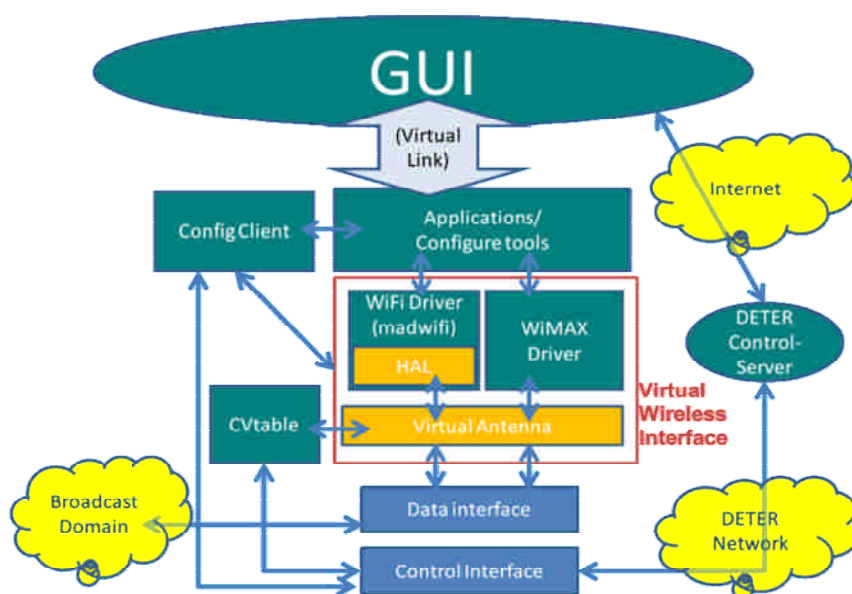 GUI
(Virtual
Link)
Internet
Config Client
Applications/
Configure tools
WiFi Driver
(madwifi)
HAL
WiMAX
Driver
DETER
Control-
Server
Virtual
Wireless
Interface
CVtable
Virtual Antenna
Broadcast
Domain
Data interface
DETER
Network
Control Interface